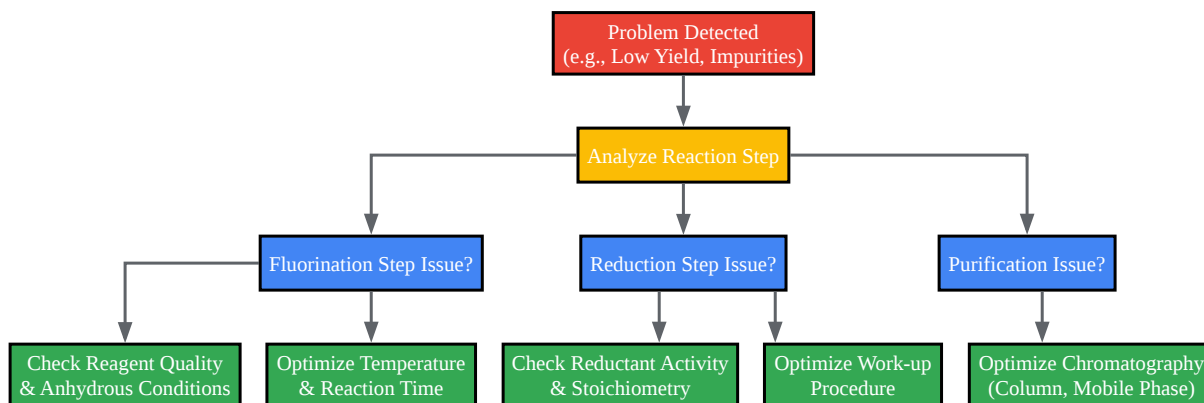 Problem Detected
(e.g., Low Yield, Impurities)
Analyze Reaction Step
Fluorination Step Issue?
Reduction Step Issue?
Purification Issue?
Check Reagent Quality
& Anhydrous Conditions
Optimize Temperature
& Reaction Time
Check Reductant Activity
& Stoichiometry
Optimize Work-up
Procedure
Optimize Chromatography
(Column, Mobile Phase)